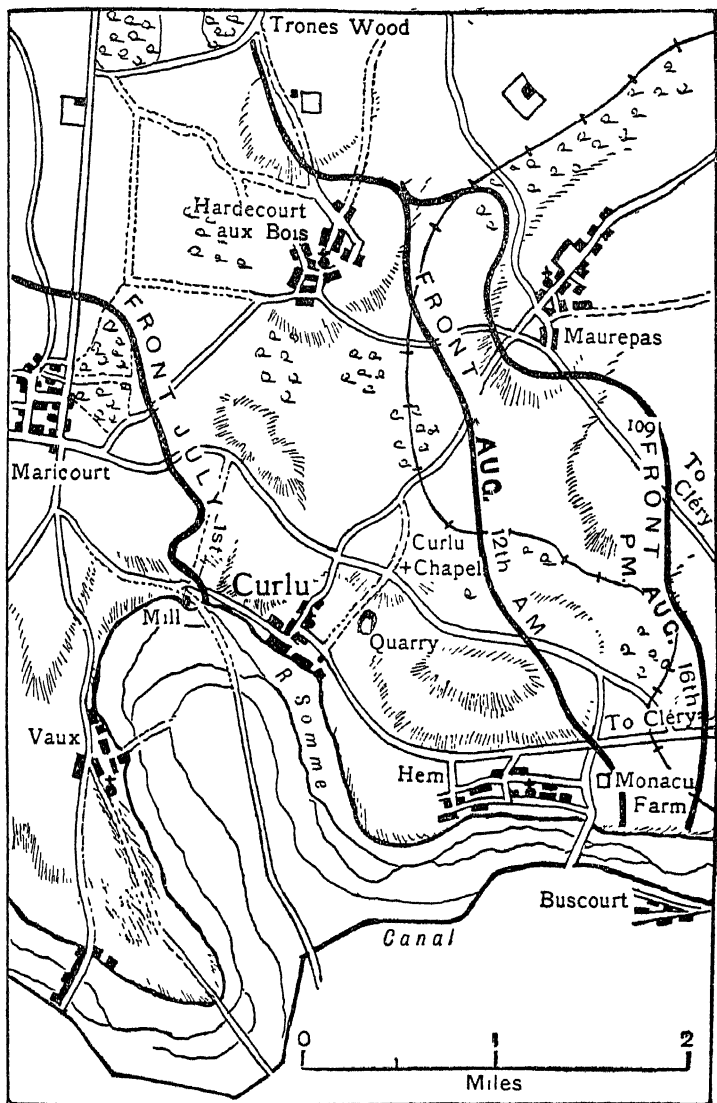 Trones Wood
Hardecourt
aux Bois
FRONT JULY 1st
FRONT AUG. 12th AM
Maurepas
109
FRONT P.M. AUG. 16th
To
Cléry
Maricourt
Curlu
+ Chapel
Curlu
Mill
Quarry
R Somme
Vaux
To Cléry
Hem
Monacu
Farm
Buscourt
Canal
0 1 2
Miles